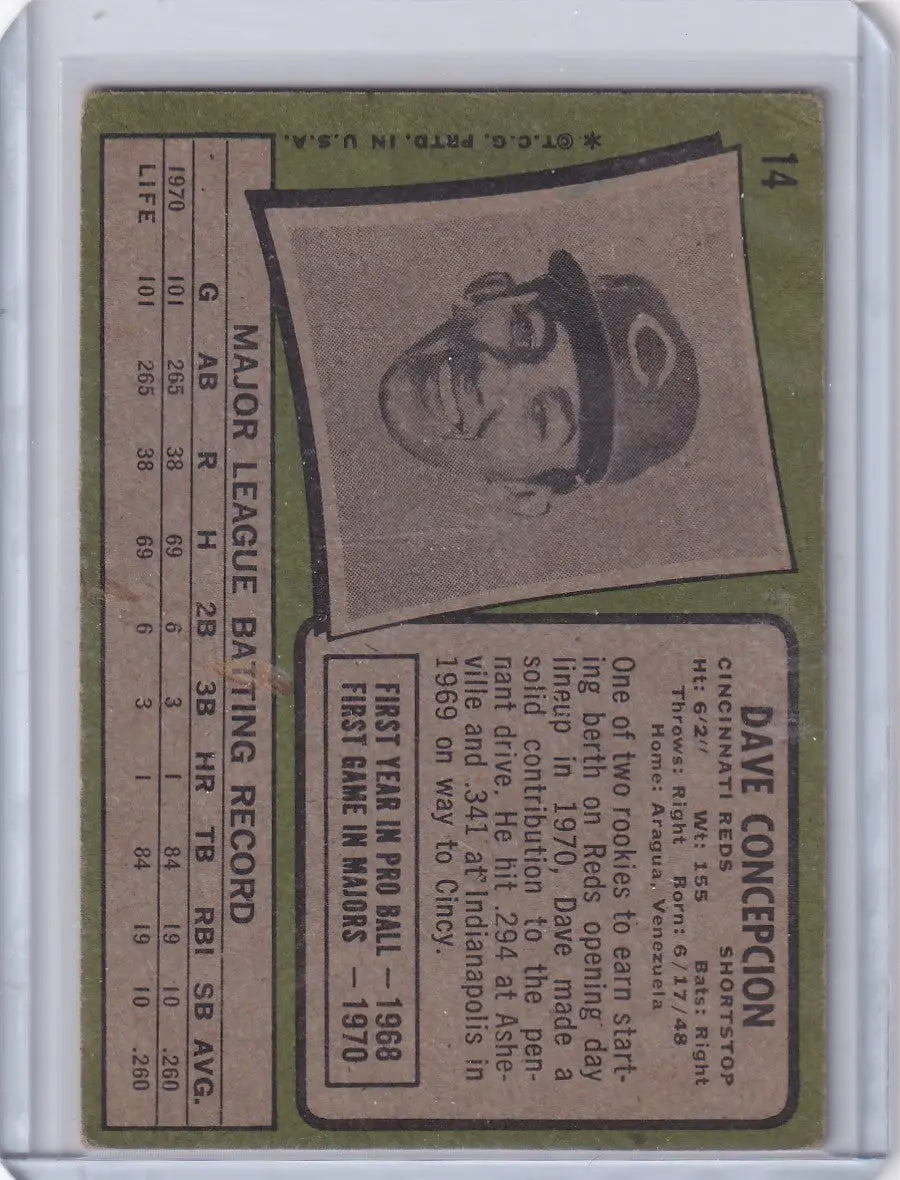 14
*©T.C.G. PRTD. IN U.S.A.
C
DAVE CONCEPCION
CINCINNATI REDS SHORTSTOP
Ht: 6'2" Wt: 155 Bats: Right
Throws: Right Born: 6/17/48
Home: Aragua, Venezuela
One of two rookies to earn start-
ing berth on Reds opening day
lineup in 1970, Dave made a
solid contribution to the pen-
nant drive. He hit .294 at Ashe-
ville and .341 at Indianapolis in
1969 on way to Cincy.
FIRST YEAR IN PRO BALL — 1968
FIRST GAME IN MAJORS — 1970
MAJOR LEAGUE BATTING RECORD
G AB R H 2B 3B HR TB RBI SB AVG.
1970 101 265 38 69 6 3 1 84 19 10 .260
LIFE 101 265 38 69 6 3 1 84 19 10 .260